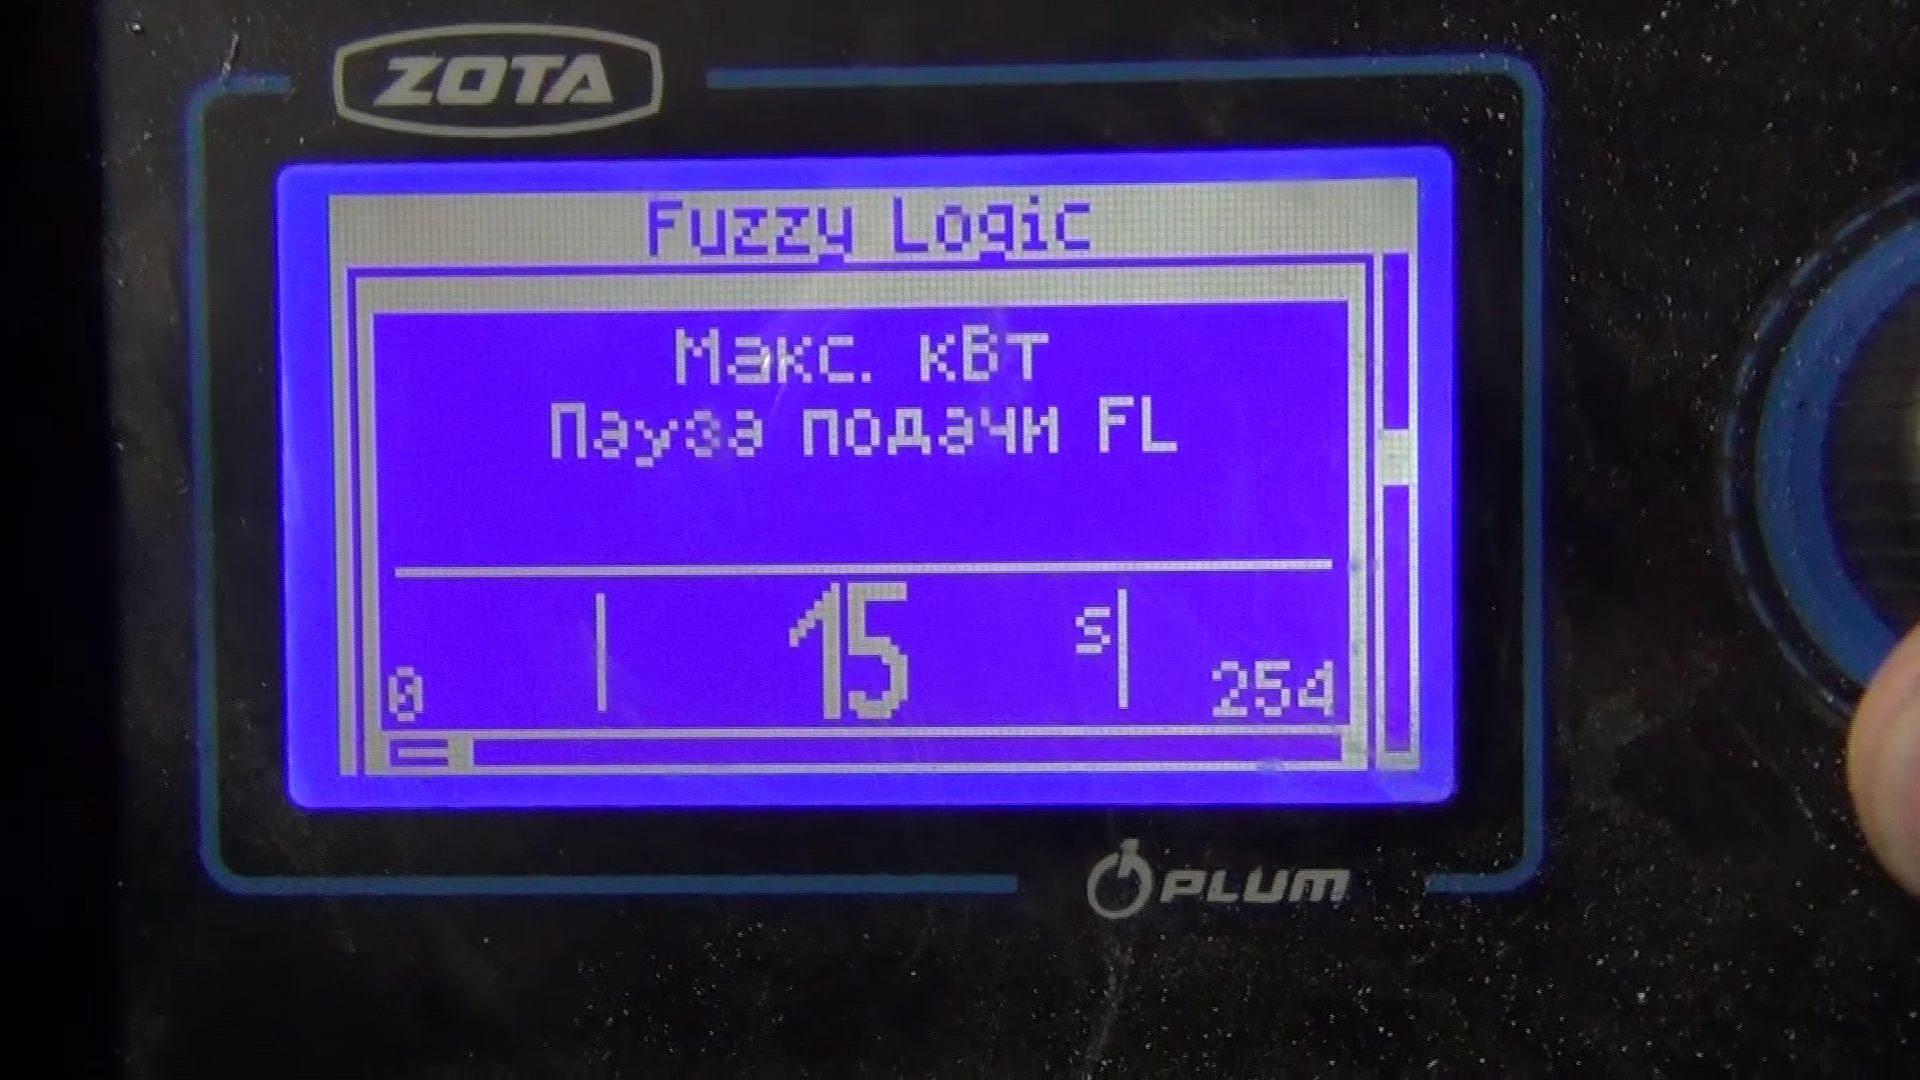 ZOTA
Fuzzy Logic
Макс. кВт
Пауза подачи FL
0 15 s 254
PLUM